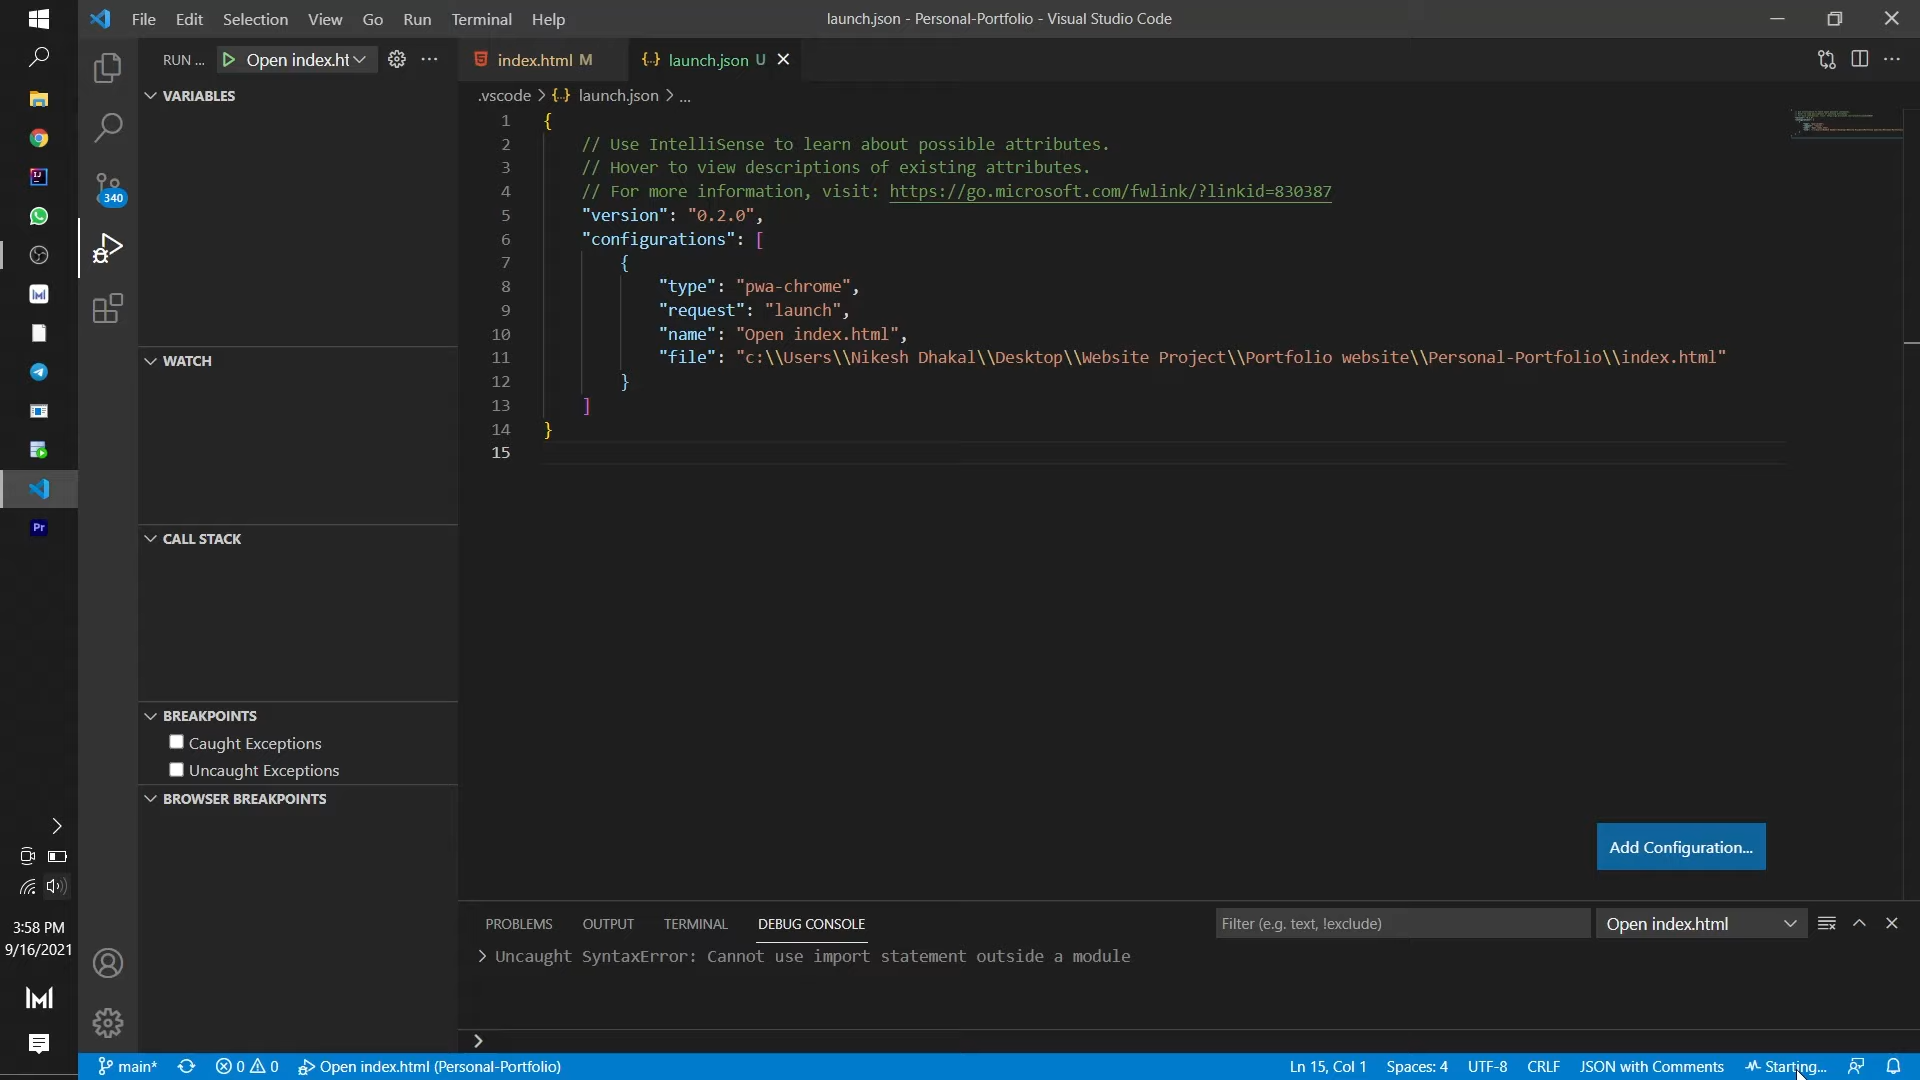 File Edit Selection View Go Run Terminal Help
launch.json - Personal-Portfolio - Visual Studio Code
RUN ... Open index.ht
index.html M
launch.json U
.vscode > {..} launch.json > ...
VARIABLES
WATCH
CALL STACK
BREAKPOINTS
Caught Exceptions
Uncaught Exceptions
BROWSER BREAKPOINTS
340
1 {
2 // Use IntelliSense to learn about possible attributes.
3 // Hover to view descriptions of existing attributes.
4 // For more information, visit: https://go.microsoft.com/fwlink/?linkid=830387
5 "version": "0.2.0",
6 "configurations": [
7 {
8 "type": "pwa-chrome",
9 "request": "launch",
10 "name": "Open index.html",
11 "file": "c:\\Users\\Nikesh Dhakal\\Desktop\\Website Project\\Portfolio website\\Personal-Portfolio\\index.html"
12 }
13 ]
14 }
15
Add Configuration...
PROBLEMS OUTPUT TERMINAL DEBUG CONSOLE
Filter (e.g. text, !exclude)
Open index.html
> Uncaught SyntaxError: Cannot use import statement outside a module
>
Pr
3:58 PM
9/16/2021
main* 0 0 Open index.html (Personal-Portfolio)
Ln 15, Col 1 Spaces: 4 UTF-8 CRLF JSON with Comments Starting...